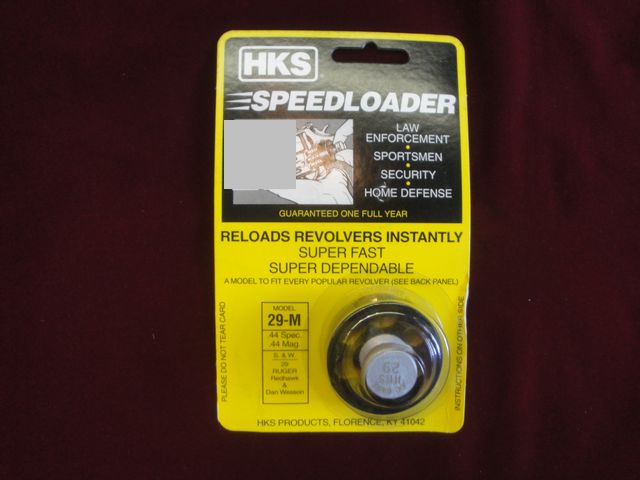 HKS
SPEEDLOADER
LAW
ENFORCEMENT
•
SPORTSMEN
•
SECURITY
•
HOME DEFENSE
GUARANTEED ONE FULL YEAR
RELOADS REVOLVERS INSTANTLY
SUPER FAST
SUPER DEPENDABLE
A MODEL TO FIT EVERY POPULAR REVOLVER (SEE BACK PANEL)
PLEASE DO NOT TEAR CARD
MODEL
29-M
.44 Spec.
.44 Mag.
S. & W.
29
RUGER
Redhawk
&
Dan Wesson
HKS
29
INSTRUCTIONS ON OTHER SIDE
HKS PRODUCTS, FLORENCE, KY 41042